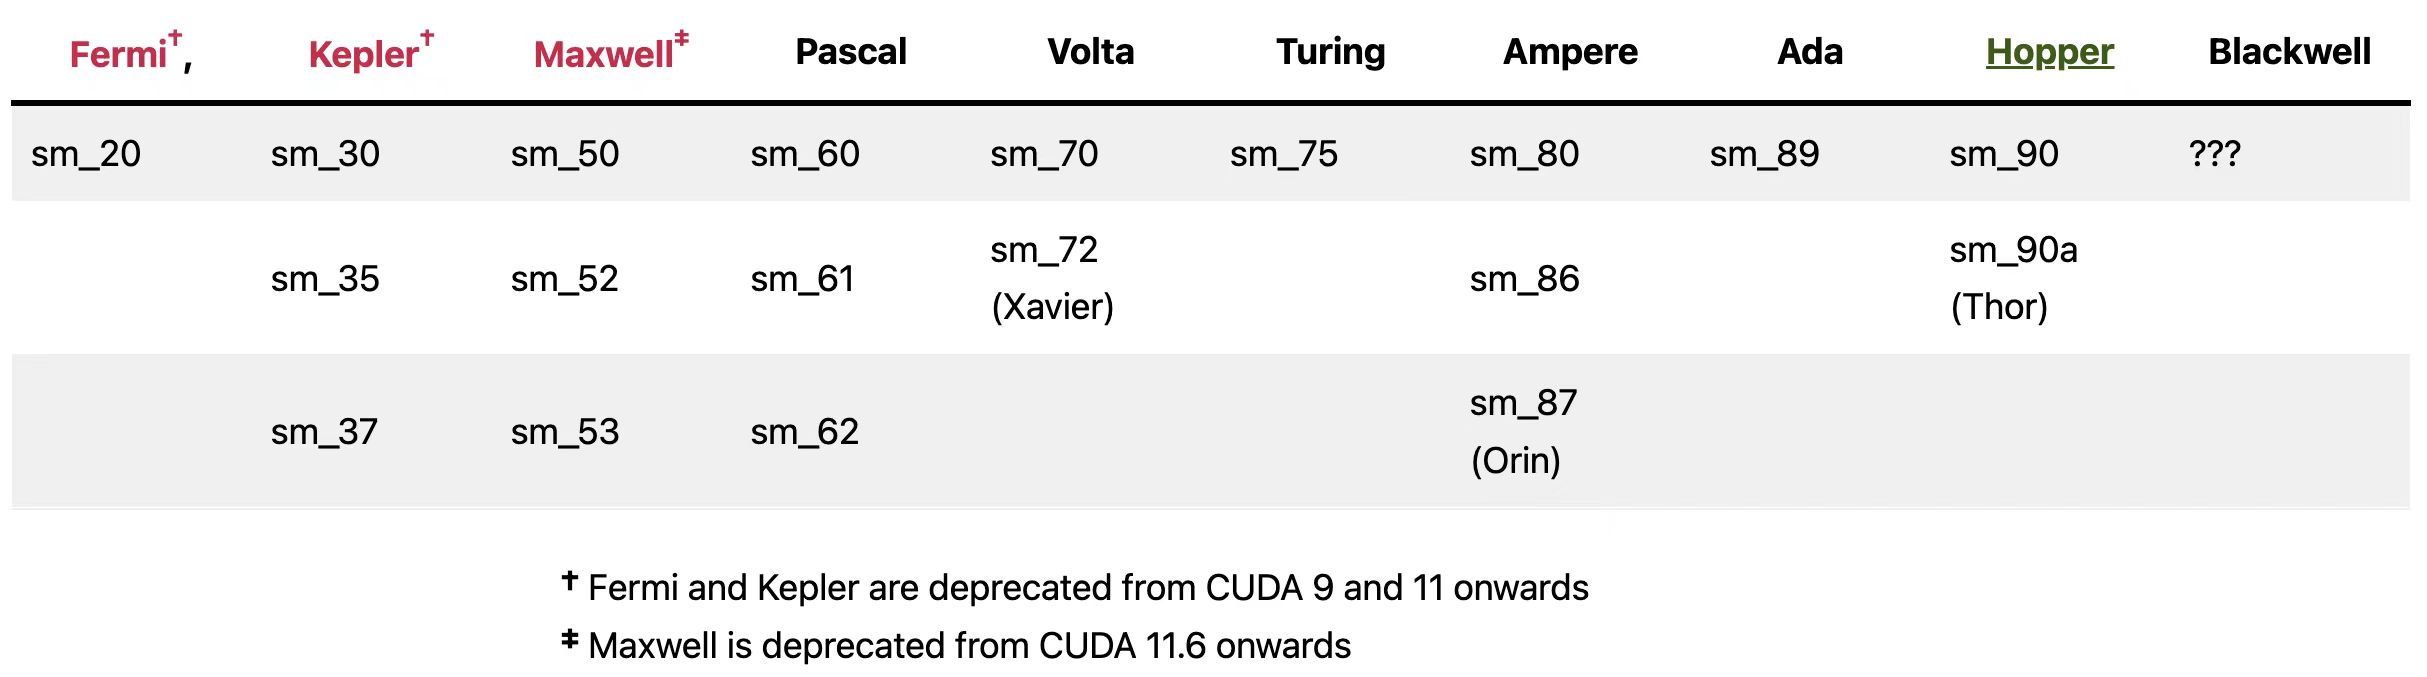 Fermi†, Kepler† Maxwell‡ Pascal Volta Turing Ampere Ada Hopper Blackwell
sm_20 sm_30 sm_50 sm_60 sm_70 sm_75 sm_80 sm_89 sm_90 ???
sm_35 sm_52 sm_61 sm_72 (Xavier) sm_86 sm_90a (Thor)
sm_37 sm_53 sm_62 sm_87 (Orin)
† Fermi and Kepler are deprecated from CUDA 9 and 11 onwards
‡ Maxwell is deprecated from CUDA 11.6 onwards